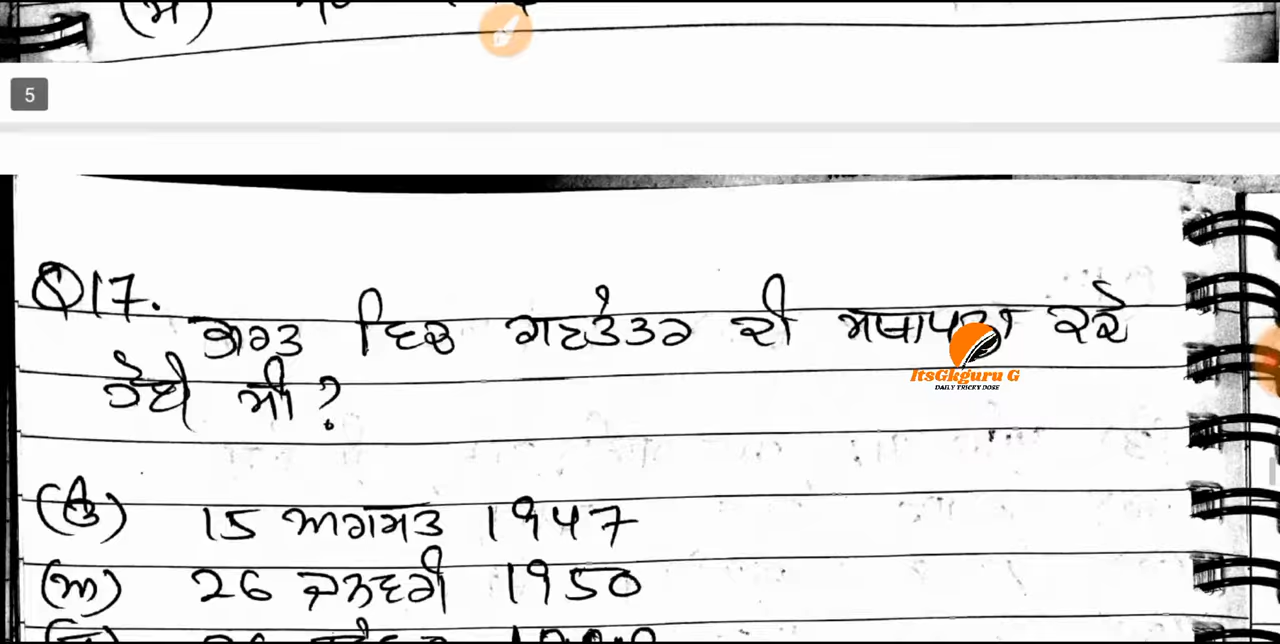 (ਸ)
5
Q17.
ਭਾਰਤ ਵਿਚ ਗਣਤੰਤਰ ਦੀ ਸਥਾਪਨਾ ਕਦੋਂ
ਹੋਈ ਸੀ?
ItsGkguru G
DAILY TRICKY DOSE
(ੳ) 15 ਅਗਸਤ 1947
(ਅ) 26 ਜਨਵਰੀ 1950